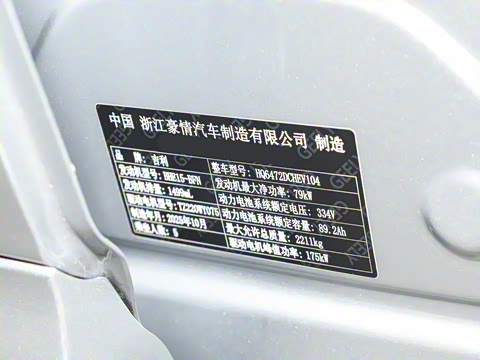 中国 浙江豪情汽车制造有限公司 制造
品 牌：吉利
整车型号：HQ6472DCHEV104
发动机型号：BHE15-BFN
发动机最大净功率：79kW
发动机排量：1499mL
动力电池系统额定电压：334V
驱动电机型号：TZ220XY0T5
动力电池系统额定容量：89.2Ah
制造年月：2025年10月
最大允许总质量：2211kg
乘坐人数：5
驱动电机峰值功率：175kW
GEELY